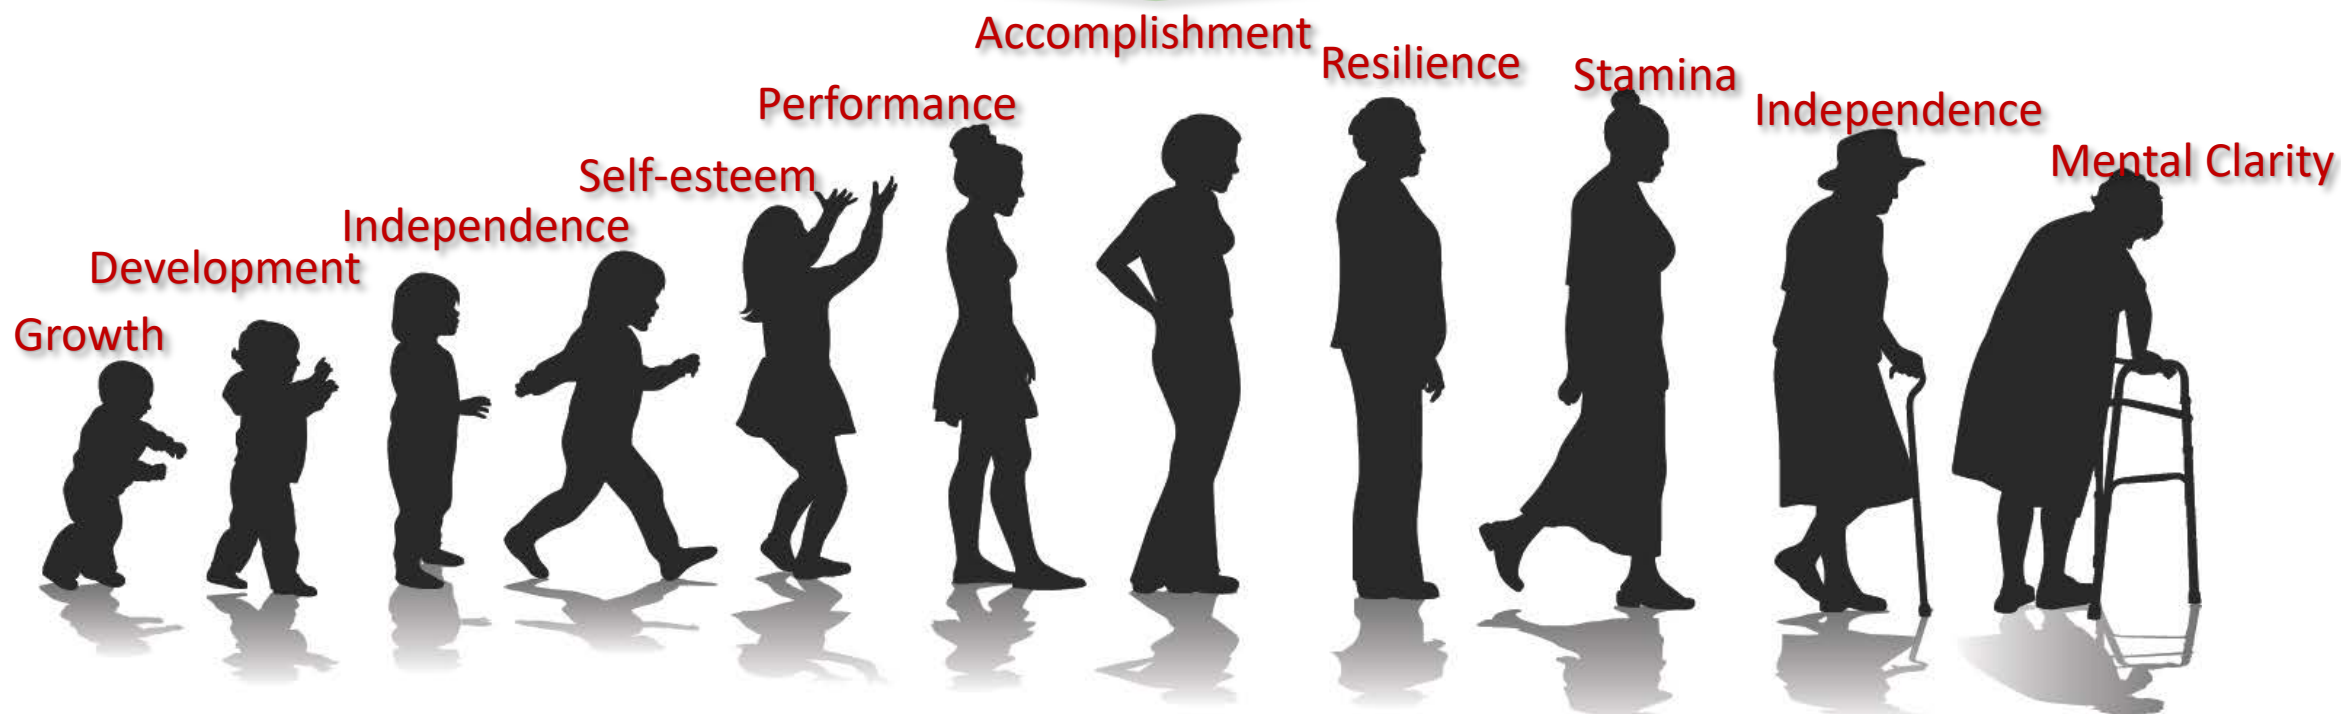 Growth
Development
Independence
Self-esteem
Performance
Accomplishment
Resilience
Stamina
Independence
Mental Clarity